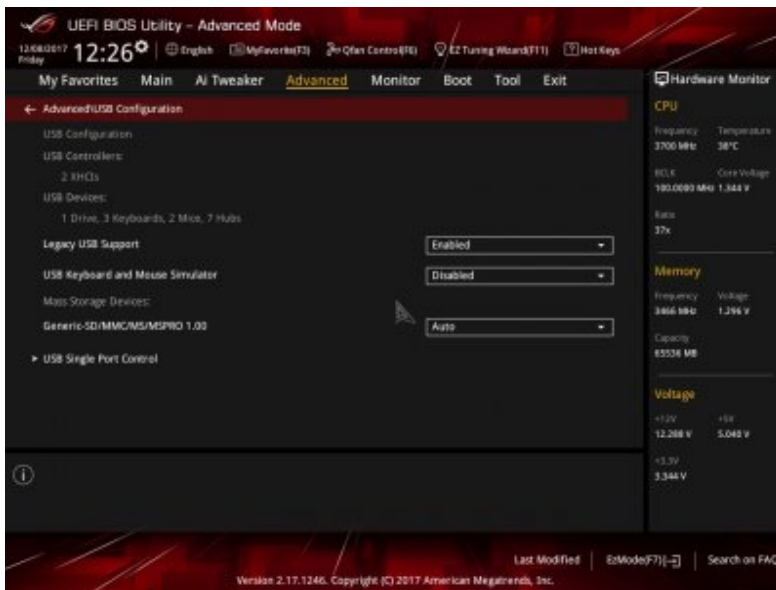 UEFI BIOS Utility – Advanced Mode
12/08/2017
Friday
12:26
English
MyFavorite(F3)
Qfan Control(F6)
EZ Tuning Wizard(F11)
Hot Keys
My Favorites Main Ai Tweaker Advanced Monitor Boot Tool Exit
Hardware Monitor
← Advanced\USB Configuration
USB Configuration
USB Controllers:
2 XHCIs
USB Devices:
1 Drive, 3 Keyboards, 2 Mice, 7 Hubs
Legacy USB Support Enabled
USB Keyboard and Mouse Simulator Disabled
Mass Storage Devices:
Generic-SD/MMC/MS/MSPRO 1.00 Auto
USB Single Port Control
CPU
Frequency Temperature
3700 MHz 38°C
BCLK Core Voltage
100.0000 MHz 1.344 V
Ratio
37x
Memory
Frequency Voltage
3466 MHz 1.296 V
Capacity
65536 MB
Voltage
+12V +5V
12.288 V 5.040 V
+3.3V
3.344 V
Last Modified
EzMode(F7)
Search on FAQ
Version 2.17.1246. Copyright (C) 2017 American Megatrends, Inc.